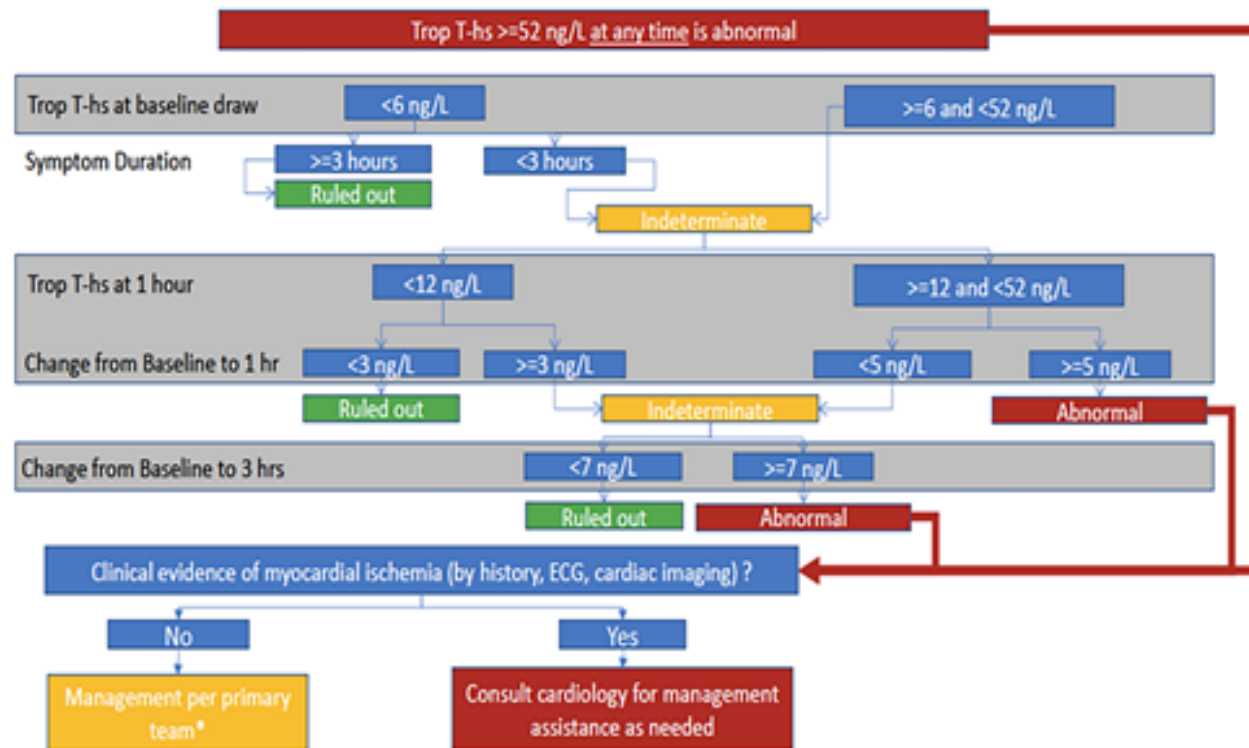 Trop T-hs >=52 ng/L at any time is abnormal
Trop T-hs at baseline draw
<6 ng/L
>=6 and <52 ng/L
Symptom Duration
>=3 hours
<3 hours
Ruled out
Indeterminate
Trop T-hs at 1 hour
<12 ng/L
>=12 and <52 ng/L
Change from Baseline to 1 hr
<3 ng/L
>=3 ng/L
<5 ng/L
>=5 ng/L
Ruled out
Indeterminate
Abnormal
Change from Baseline to 3 hrs
<7 ng/L
>=7 ng/L
Ruled out
Abnormal
Clinical evidence of myocardial ischemia (by history, ECG, cardiac imaging) ?
No
Yes
Management per primary
team*
Consult cardiology for management
assistance as needed